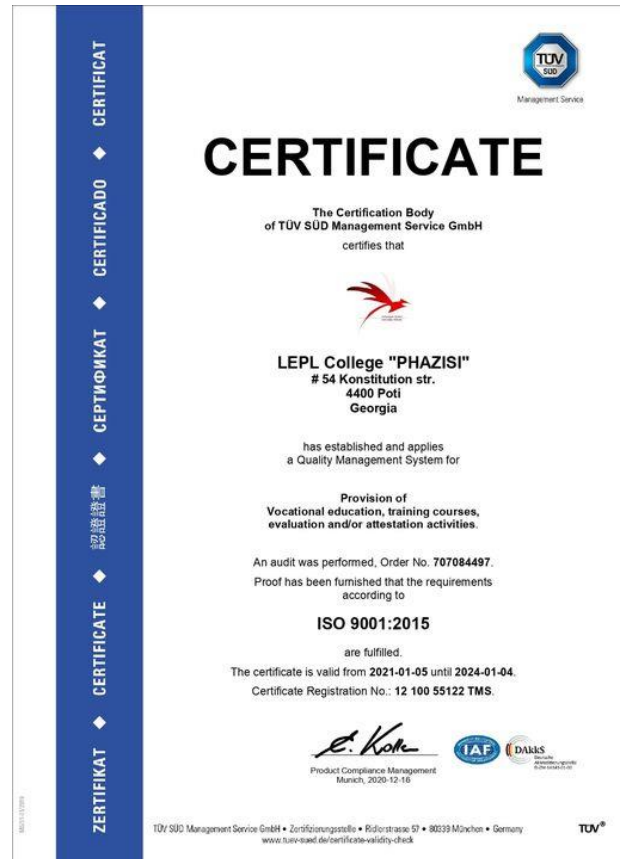 TÜV
SÜD
Management Service
CERTIFICATE
The Certification Body
of TÜV SÜD Management Service GmbH
certifies that
LEPL College "PHAZISI"
# 54 Konstitution str.
4400 Poti
Georgia
has established and applies
a Quality Management System for
Provision of
Vocational education, training courses,
evaluation and/or attestation activities.
An audit was performed, Order No. 707084497.
Proof has been furnished that the requirements
according to
ISO 9001:2015
are fulfilled.
The certificate is valid from 2021-01-05 until 2024-01-04.
Certificate Registration No.: 12 100 55122 TMS.
Product Compliance Management
Munich, 2020-12-16
IAF
DAkkS
Deutsche
Akkreditierungsstelle
TÜV SÜD Management Service GmbH • Zertifizierungsstelle • Ridlerstrasse 57 • 80339 München • Germany
www.tuev-sued.de/certificate-validity-check
TÜV®
ZERTIFIKAT ◆ CERTIFICATE ◆ 認證證書 ◆ СЕРТИФИКАТ ◆ CERTIFICADO ◆ CERTIFICAT